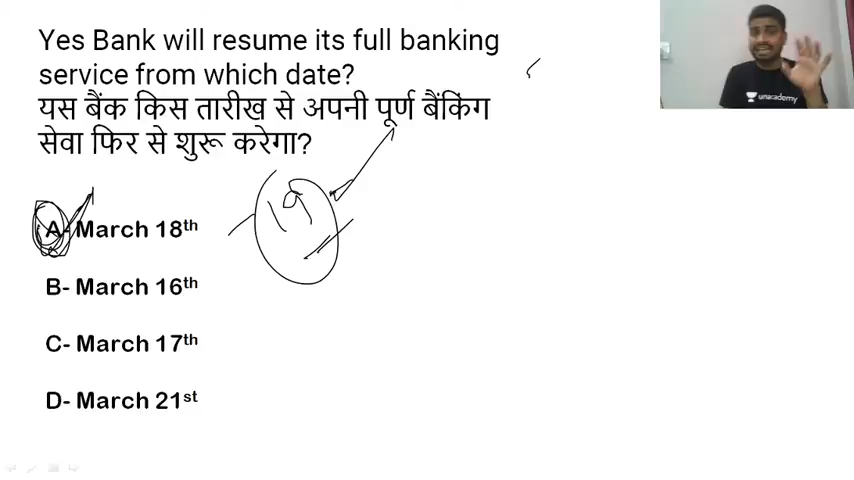 Yes Bank will resume its full banking
service from which date?
यस बैंक किस तारीख से अपनी पूर्ण बैंकिंग
सेवा फिर से शुरू करेगा?
A- March 18th
B- March 16th
C- March 17th
D- March 21st
unacademy